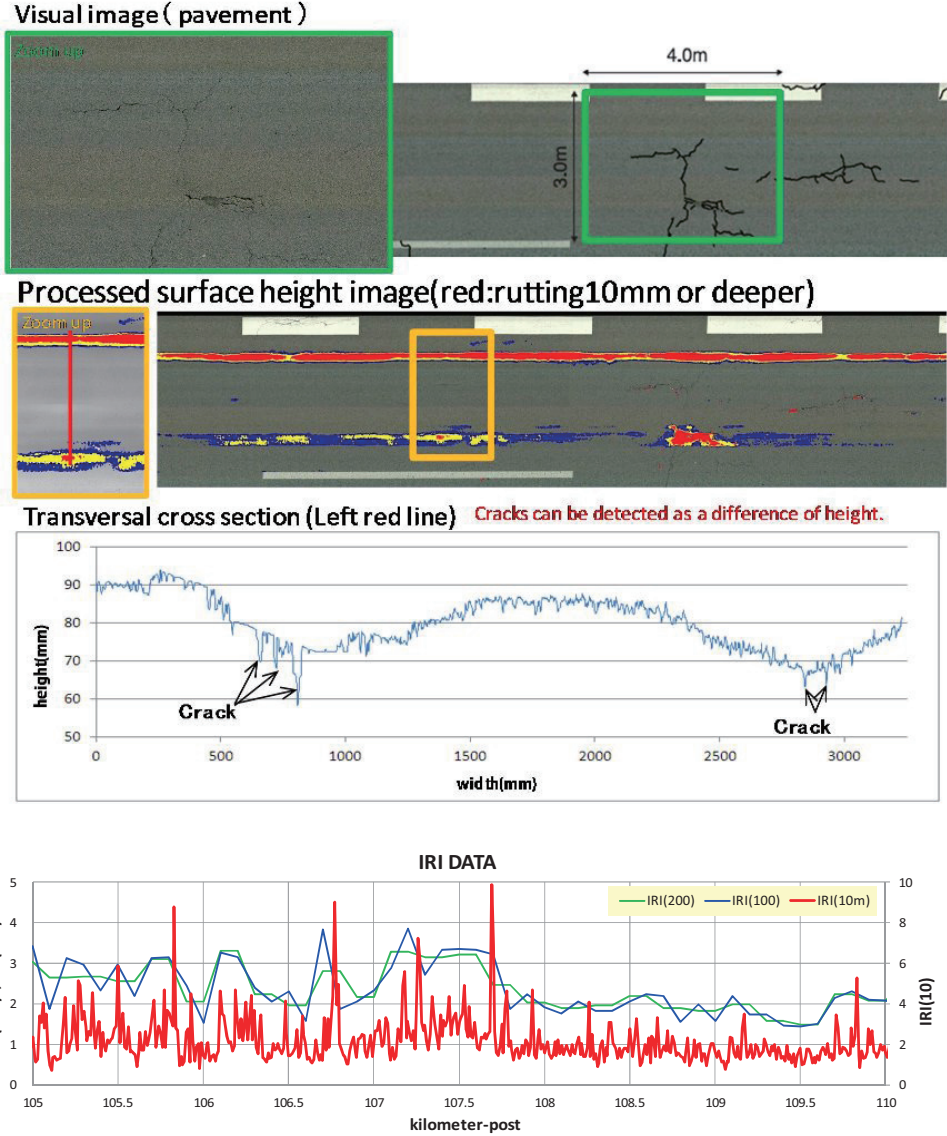 Visual image ( pavement )
Zoom up
4.0m
3.0m
Processed surface height image(red:rutting10mm or deeper)
Zoom up
Transversal cross section (Left red line)
Cracks can be detected as a difference of height.
100
90
80
70
60
50
height(mm)
Crack
Crack
0 500 1000 1500 2000 2500 3000
width(mm)
IRI DATA
IRI(200) IRI(100) IRI(10m)
5
4
3
2
1
0
10
8
6
4
2
0
IRI(10)
105 105.5 106 106.5 107 107.5 108 108.5 109 109.5 110
kilometer-post